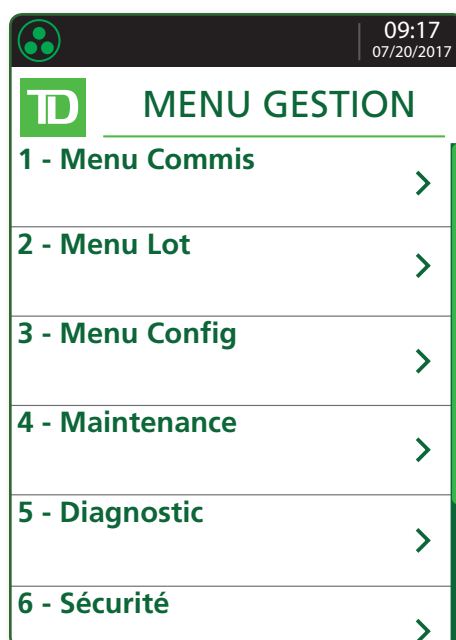 09:17
07/20/2017
TD MENU GESTION
1 - Menu Commis
2 - Menu Lot
3 - Menu Config
4 - Maintenance
5 - Diagnostic
6 - Sécurité